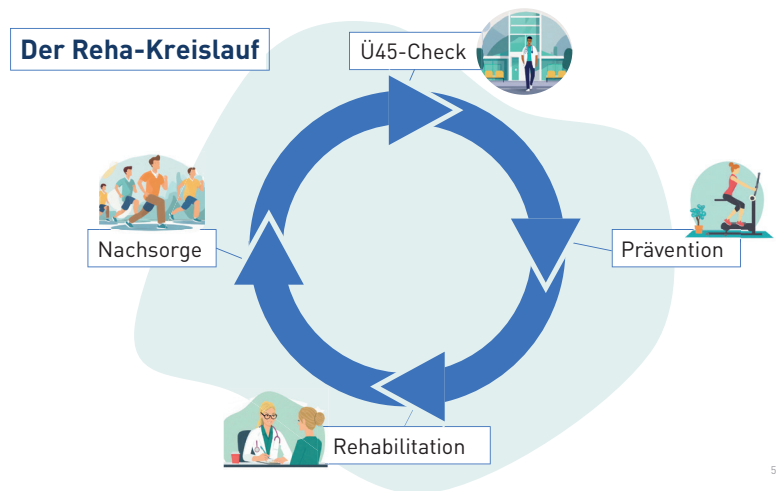 Der Reha-Kreislauf
Ü45-Check
Nachsorge
Prävention
Rehabilitation
5